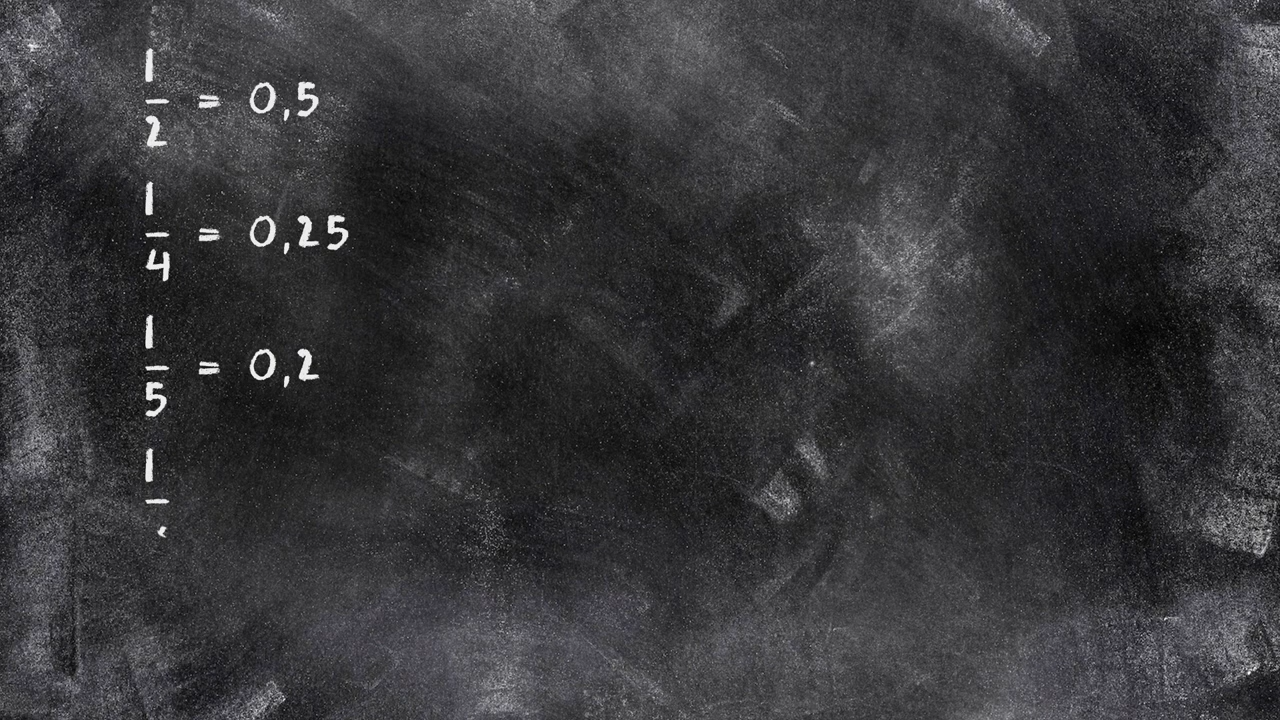 1/2 = 0,5
1/4 = 0,25
1/5 = 0,2
1/